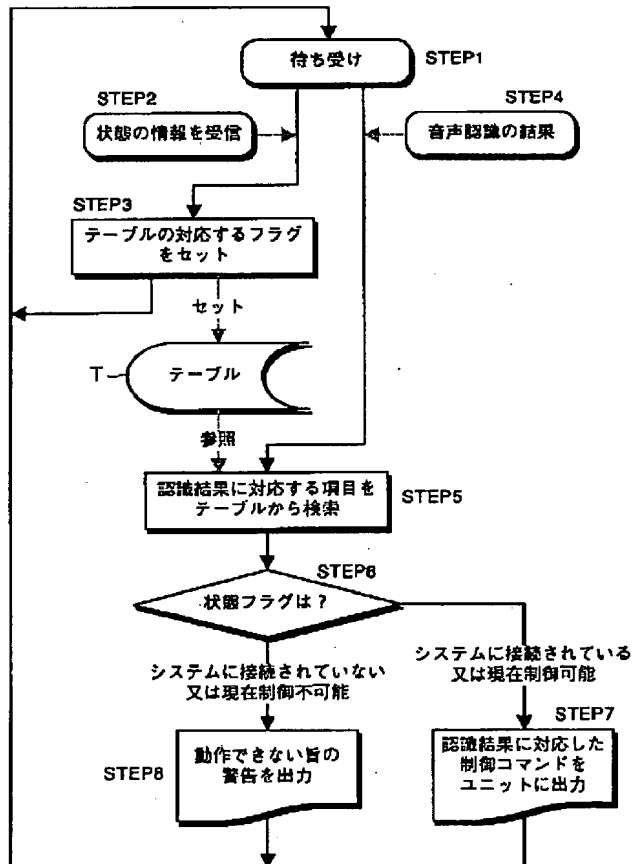 待ち受け
STEP1
STEP2
状態の情報を受信
STEP4
音声認識の結果
STEP3
テーブルの対応するフラグ
をセット
セット
T
テーブル
参照
認識結果に対応する項目を
テーブルから検索
STEP5
STEP6
状態フラグは？
システムに接続されていない
又は現在制御不可能
システムに接続されている
又は現在制御可能
STEP7
STEP8
動作できない旨の
警告を出力
認識結果に対応した
制御コマンドを
ユニットに出力